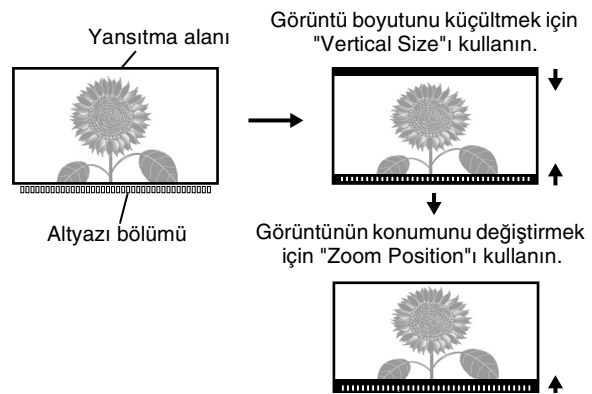 Yansıtma alanı
Altyazı bölümü
Görüntü boyutunu küçültmek için
"Vertical Size"ı kullanın.
Görüntünün konumunu değiştirmek
için "Zoom Position"ı kullanın.